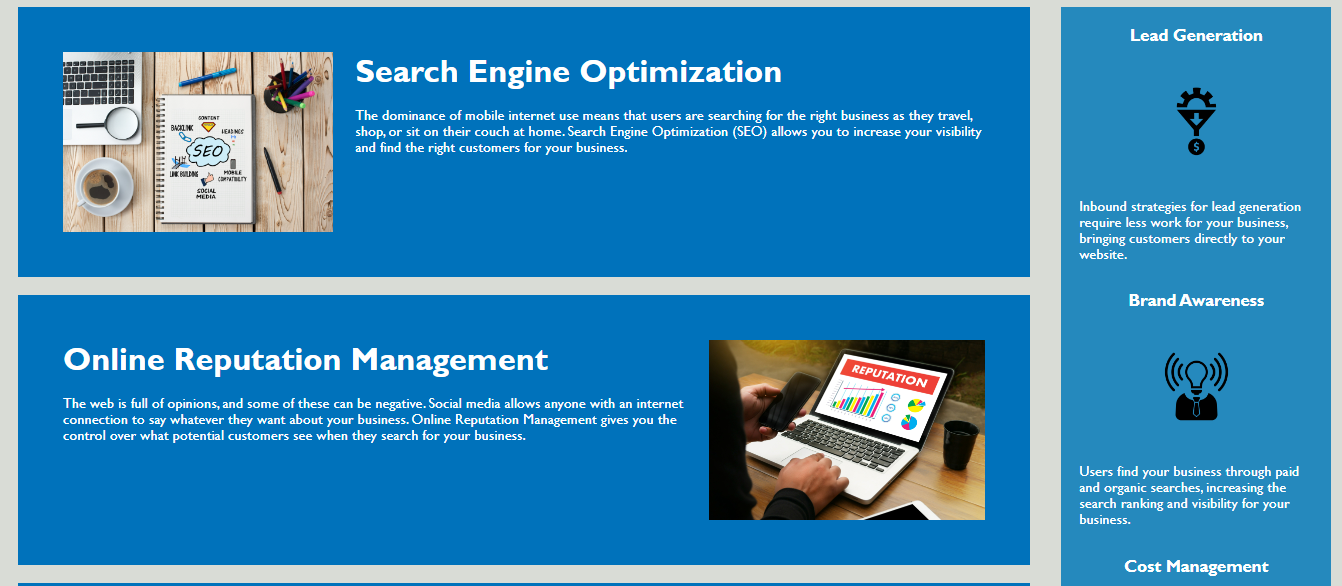 Search Engine Optimization
The dominance of mobile internet use means that users are searching for the right business as they travel,
shop, or sit on their couch at home. Search Engine Optimization (SEO) allows you to increase your visibility
and find the right customers for your business.
CONTENT
BACKLINK
HEADINGS
SEO
LINK BUILDING
MOBILE
COMPATIBILITY
SOCIAL
MEDIA
Online Reputation Management
The web is full of opinions, and some of these can be negative. Social media allows anyone with an internet
connection to say whatever they want about your business. Online Reputation Management gives you the
control over what potential customers see when they search for your business.
REPUTATION
Lead Generation
$
Inbound strategies for lead generation
require less work for your business,
bringing customers directly to your
website.
Brand Awareness
Users find your business through paid
and organic searches, increasing the
search ranking and visibility for your
business.
Cost Management